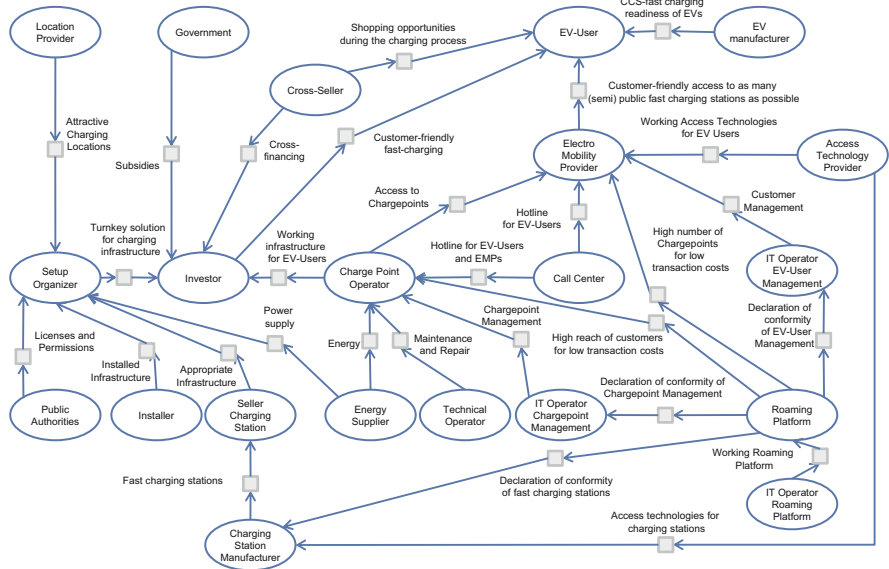 CCS-fast charging
readiness of EVs
Location
Provider
Government
Shopping opportunities
during the charging process
EV-User
EV
manufacturer
Cross-Seller
Customer-friendly access to as many
(semi) public fast charging stations as possible
Attractive
Charging
Locations
Subsidies
Cross-
financing
Customer-friendly
fast-charging
Working Access Technologies
for EV Users
Electro
Mobility
Provider
Access
Technology
Provider
Access to
Chargepoints
Customer
Management
Hotline
for EV-Users
Turnkey solution
for charging
infrastructure
Working
infrastructure
for EV-Users
Hotline for EV-Users
and EMPs
High number of
Chargepoints
for low
transaction costs
Setup
Organizer
Investor
Charge Point
Operator
Call Center
IT Operator
EV-User
Management
Power
supply
Chargepoint
Management
Declaration of
conformity
of EV-User
Management
Licenses and
Permissions
Installed
Infrastructure
Appropriate
Infrastructure
Energy
Maintenance
and Repair
High reach of customers
for low transaction costs
Declaration of conformity of
Chargepoint Management
Public
Authorities
Installer
Seller
Charging
Station
Energy
Supplier
Technical
Operator
IT Operator
Chargepoint
Management
Roaming
Platform
Working Roaming
Platform
Fast charging stations
Declaration of conformity
of fast charging stations
IT Operator
Roaming
Platform
Access technologies for
charging stations
Charging
Station
Manufacturer